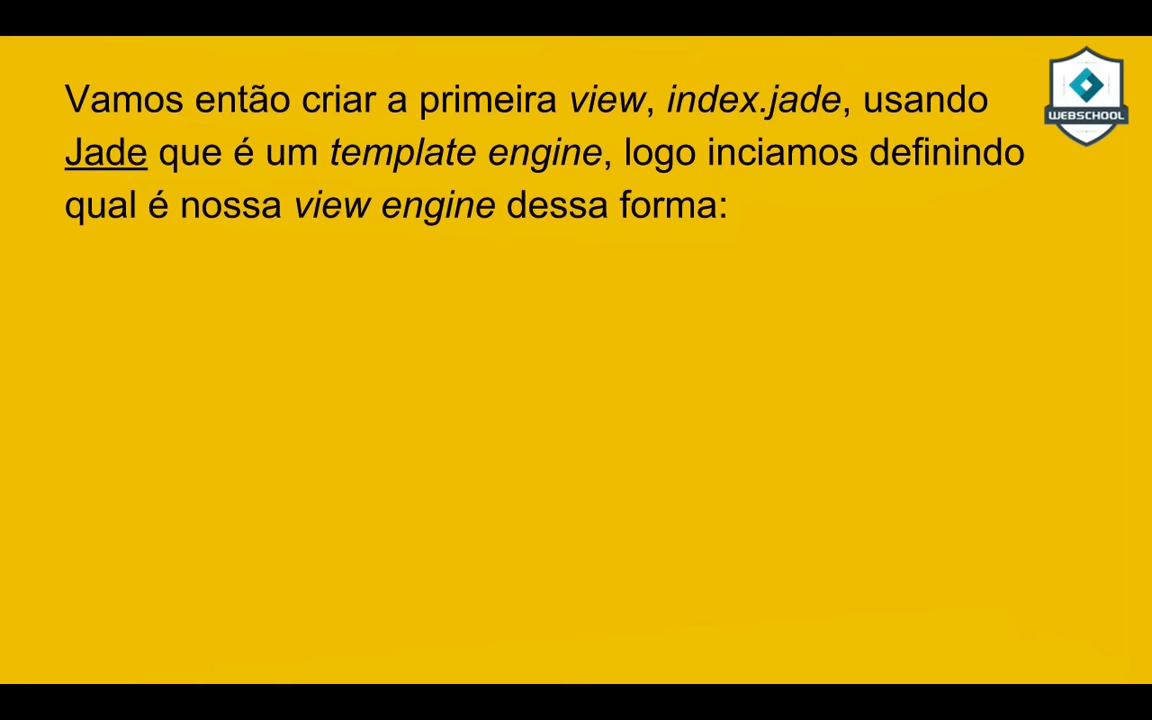 Vamos então criar a primeira view, index.jade, usando
Jade que é um template engine, logo inciamos definindo
qual é nossa view engine dessa forma:
WEBSCHOOL